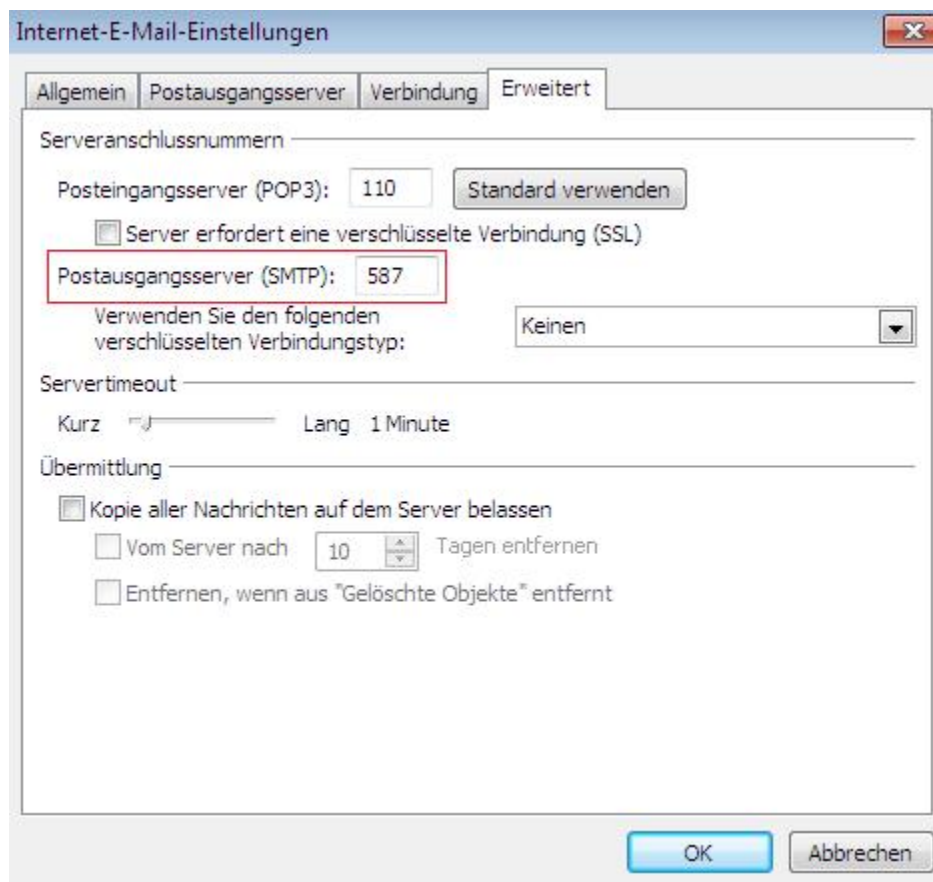 Internet-E-Mail-Einstellungen
Allgemein Postausgangsserver Verbindung Erweitert
Serveranschlussnummern
Posteingangsserver (POP3): 110 Standard verwenden
Server erfordert eine verschlüsselte Verbindung (SSL)
Postausgangsserver (SMTP): 587
Verwenden Sie den folgenden
verschlüsselten Verbindungstyp: Keinen
Servertimeout
Kurz Lang 1 Minute
Übermittlung
Kopie aller Nachrichten auf dem Server belassen
Vom Server nach 10 Tagen entfernen
Entfernen, wenn aus "Gelöschte Objekte" entfernt
OK Abbrechen